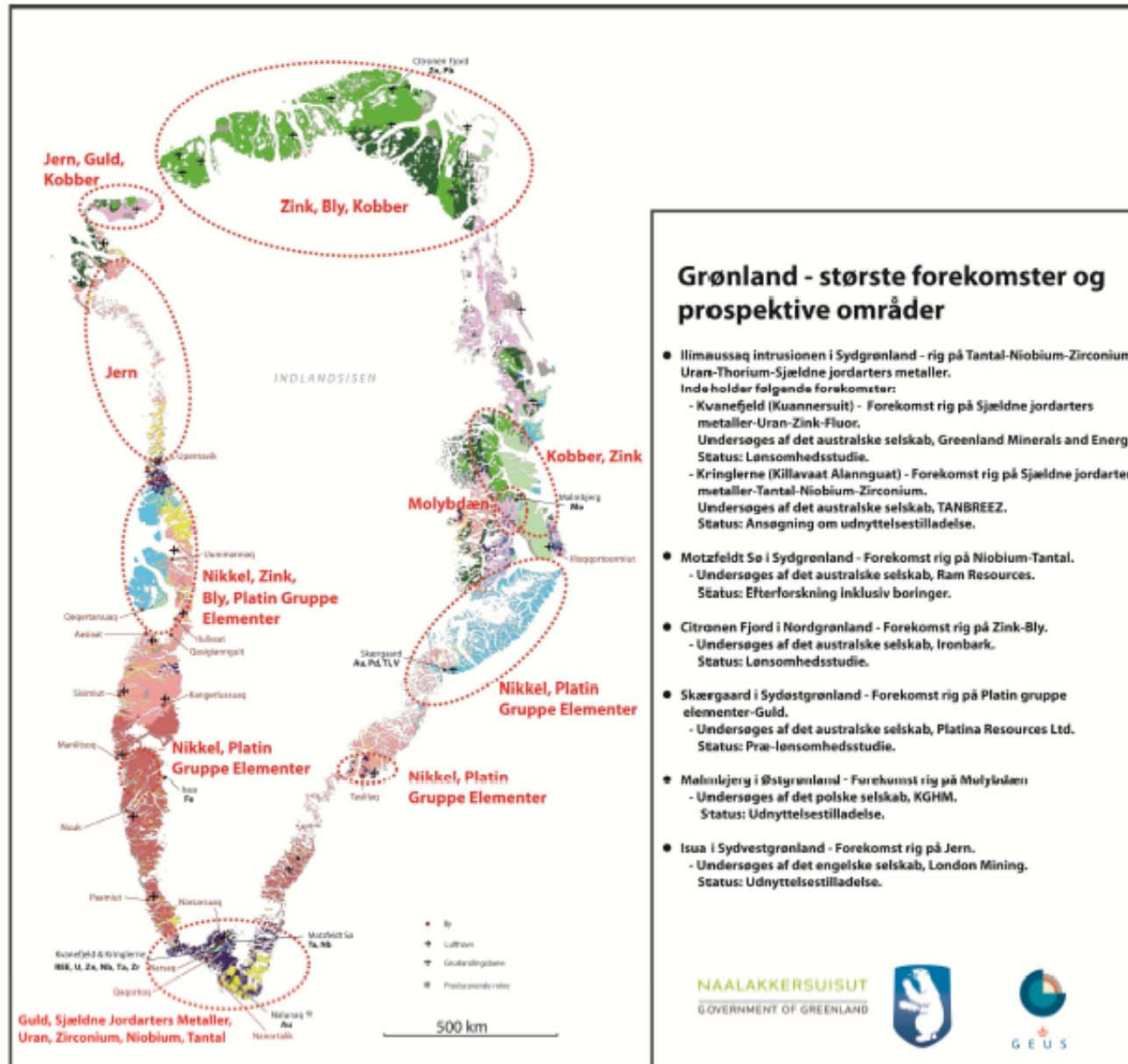 Citronen Fjord
Zn, Pb
Jern, Guld,
Kobber
Zink, Bly, Kobber
Jern
INDLANDSISEN
Upernavik
Kobber, Zink
Molybdæn
Malmbjerg
Mo
Uummannaq
Ittoqqortoormiut
Nikkel, Zink,
Bly, Platin Gruppe
Elementer
Qeqertarsuaq
Aasiaat
Ilulissat
Qasigiannguit
Skærgaard
Au, Pd, Ti, V
Sisimiut
Kangerlussuaq
Nikkel, Platin
Gruppe Elementer
Maniitsoq
Nikkel, Platin
Gruppe Elementer
Isua
Fe
Tasiilaq
Nikkel, Platin
Gruppe Elementer
Nuuk
Paamiut
Narsarsuaq
Motzfeldt Sø
Ta, Nb
Kvanefjeld & Kringlerne
REE, U, Zn, Nb, Ta, Zr
Narsaq
Qaqortoq
Nalunaq
Au
Nanortalik
Guld, Sjældne Jordarters Metaller,
Uran, Zirconium, Niobium, Tantal
By
Lufthavn
Gruslandingsbane
Producerende mine
500 km
Grønland - største forekomster og
prospektive områder
Ilimaussaq intrusionen i Sydgrønland - rig på Tantal-Niobium-Zirconium
Uran-Thorium-Sjældne jordarters metaller.
Indeholder følgende forekomster:
- Kvanefjeld (Kuannersuit) - Forekomst rig på Sjældne jordarters
metaller-Uran-Zink-Fluor.
Undersøges af det australske selskab, Greenland Minerals and Energ
Status: Lønsomhedsstudie.
- Kringlerne (Killavaat Alannguat) - Forekomst rig på Sjældne jordarter
metaller-Tantal-Niobium-Zirconium.
Undersøges af det australske selskab, TANBREEZ.
Status: Ansøgning om udnyttelsestilladelse.
Motzfeldt Sø i Sydgrønland - Forekomst rig på Niobium-Tantal.
- Undersøges af det australske selskab, Ram Resources.
Status: Efterforskning inklusiv boringer.
Citronen Fjord i Nordgrønland - Forekomst rig på Zink-Bly.
- Undersøges af det australske selskab, Ironbark.
Status: Lønsomhedsstudie.
Skærgaard i Sydøstgrønland - Forekomst rig på Platin gruppe
elementer-Guld.
- Undersøges af det australske selskab, Platina Resources Ltd.
Status: Præ-lønsomhedsstudie.
Malmbjerg i Østgrønland - Forekomst rig på Molybdæn
- Undersøges af det polske selskab, KGHM.
Status: Udnyttelsestilladelse.
Isua i Sydvestgrønland - Forekomst rig på Jern.
- Undersøges af det engelske selskab, London Mining.
Status: Udnyttelsestilladelse.
NAALAKKERSUISUT
GOVERNMENT OF GREENLAND
GEUS